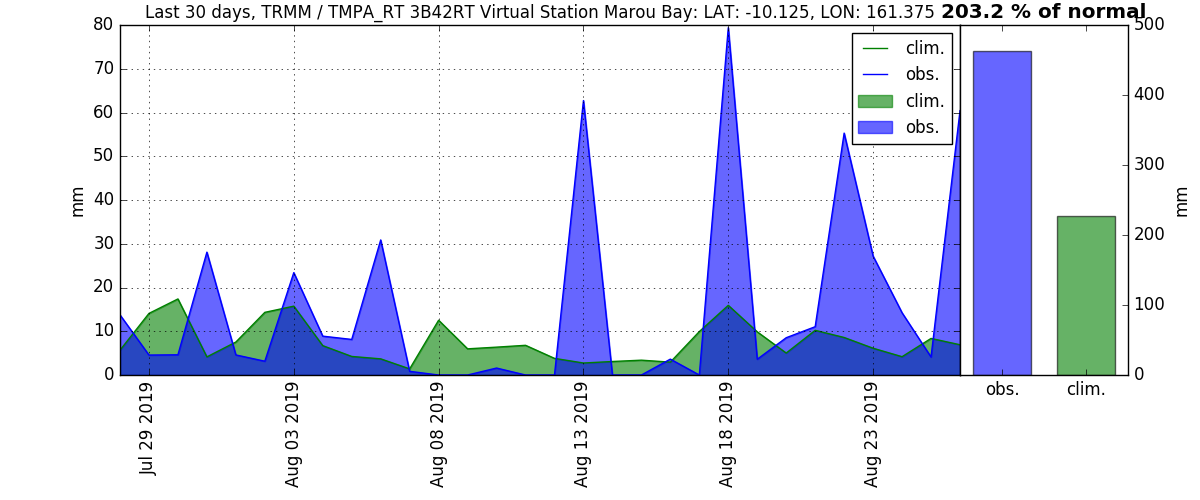 Last 30 days, TRMM / TMPA_RT 3B42RT Virtual Station Marou Bay: LAT: -10.125, LON: 161.375 203.2 % of normal
80
70
60
50
40
30
20
10
0
mm
clim.
obs.
clim.
obs.
500
400
300
200
100
0
mm
obs.
clim.
Jul 29 2019
Aug 03 2019
Aug 08 2019
Aug 13 2019
Aug 18 2019
Aug 23 2019